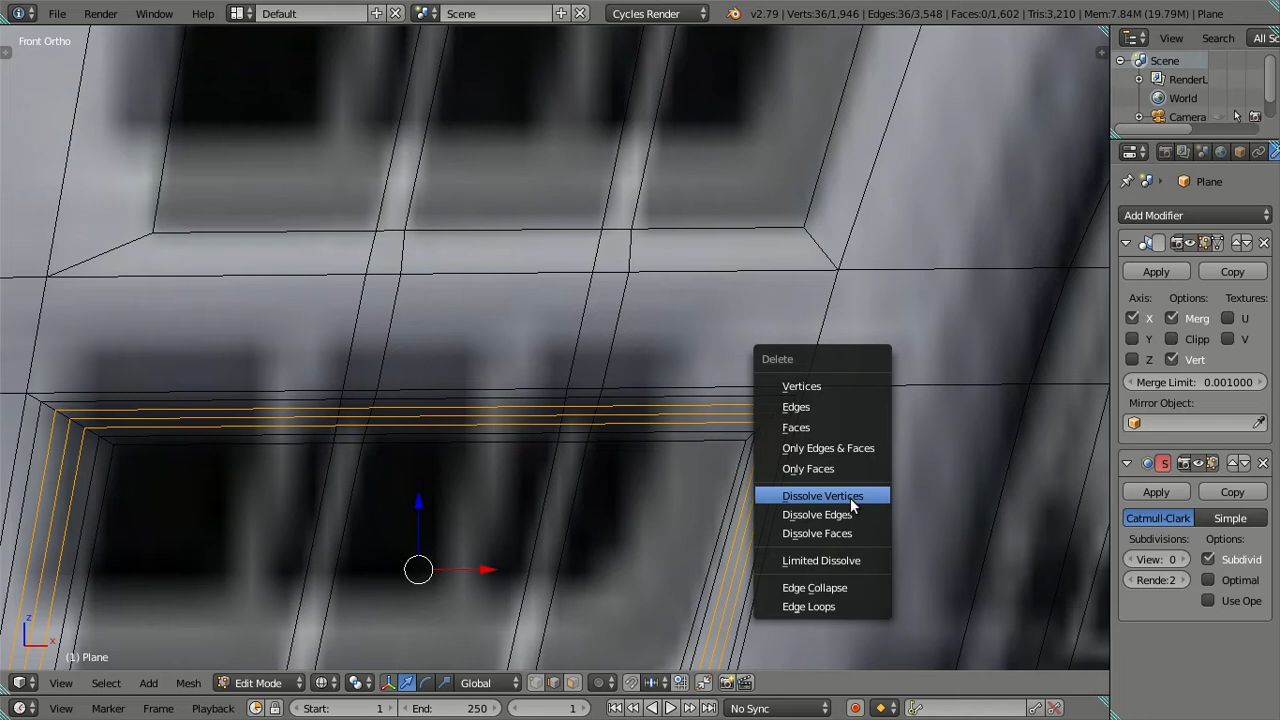 File Render Window Help Default Scene Cycles Render v2.79 | Verts:36/1,946 | Edges:36/3,548 | Faces:0/1,602 | Tris:3,210 | Mem:7.84M (19.79M) | Plane
Front Ortho
View Search All Sc
Scene
RenderL
World
Camera
Plane
Add Modifier
Apply Copy
Axis: Options: Textures:
X Merg U
Y Clipp V
Z Vert
Merge Limit: 0.001000
Mirror Object:
S
Apply Copy
Catmull-Clark Simple
Subdivisions: Options:
View: 0 Subdivid
Rende:2 Optimal
Use Ope
Delete
Vertices
Edges
Faces
Only Edges & Faces
Only Faces
Dissolve Vertices
Dissolve Edges
Dissolve Faces
Limited Dissolve
Edge Collapse
Edge Loops
z
x
(1) Plane
View Select Add Mesh Edit Mode Global
View Marker Frame Playback Start: 1 End: 250 1 No Sync